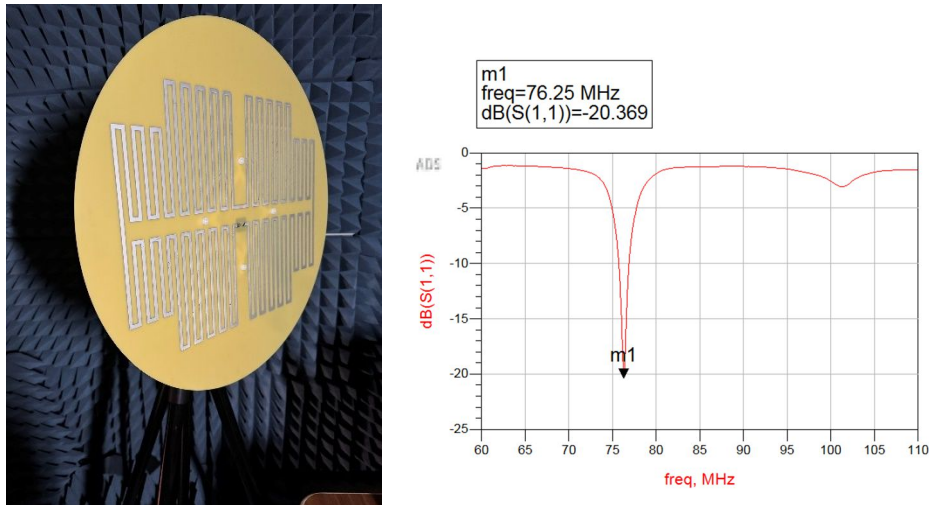 m1
freq=76.25 MHz
dB(S(1,1))=-20.369
ADS
0
-5
-10
-15
-20
-25
dB(S(1,1))
m1
60 65 70 75 80 85 90 95 100 105 110
freq, MHz